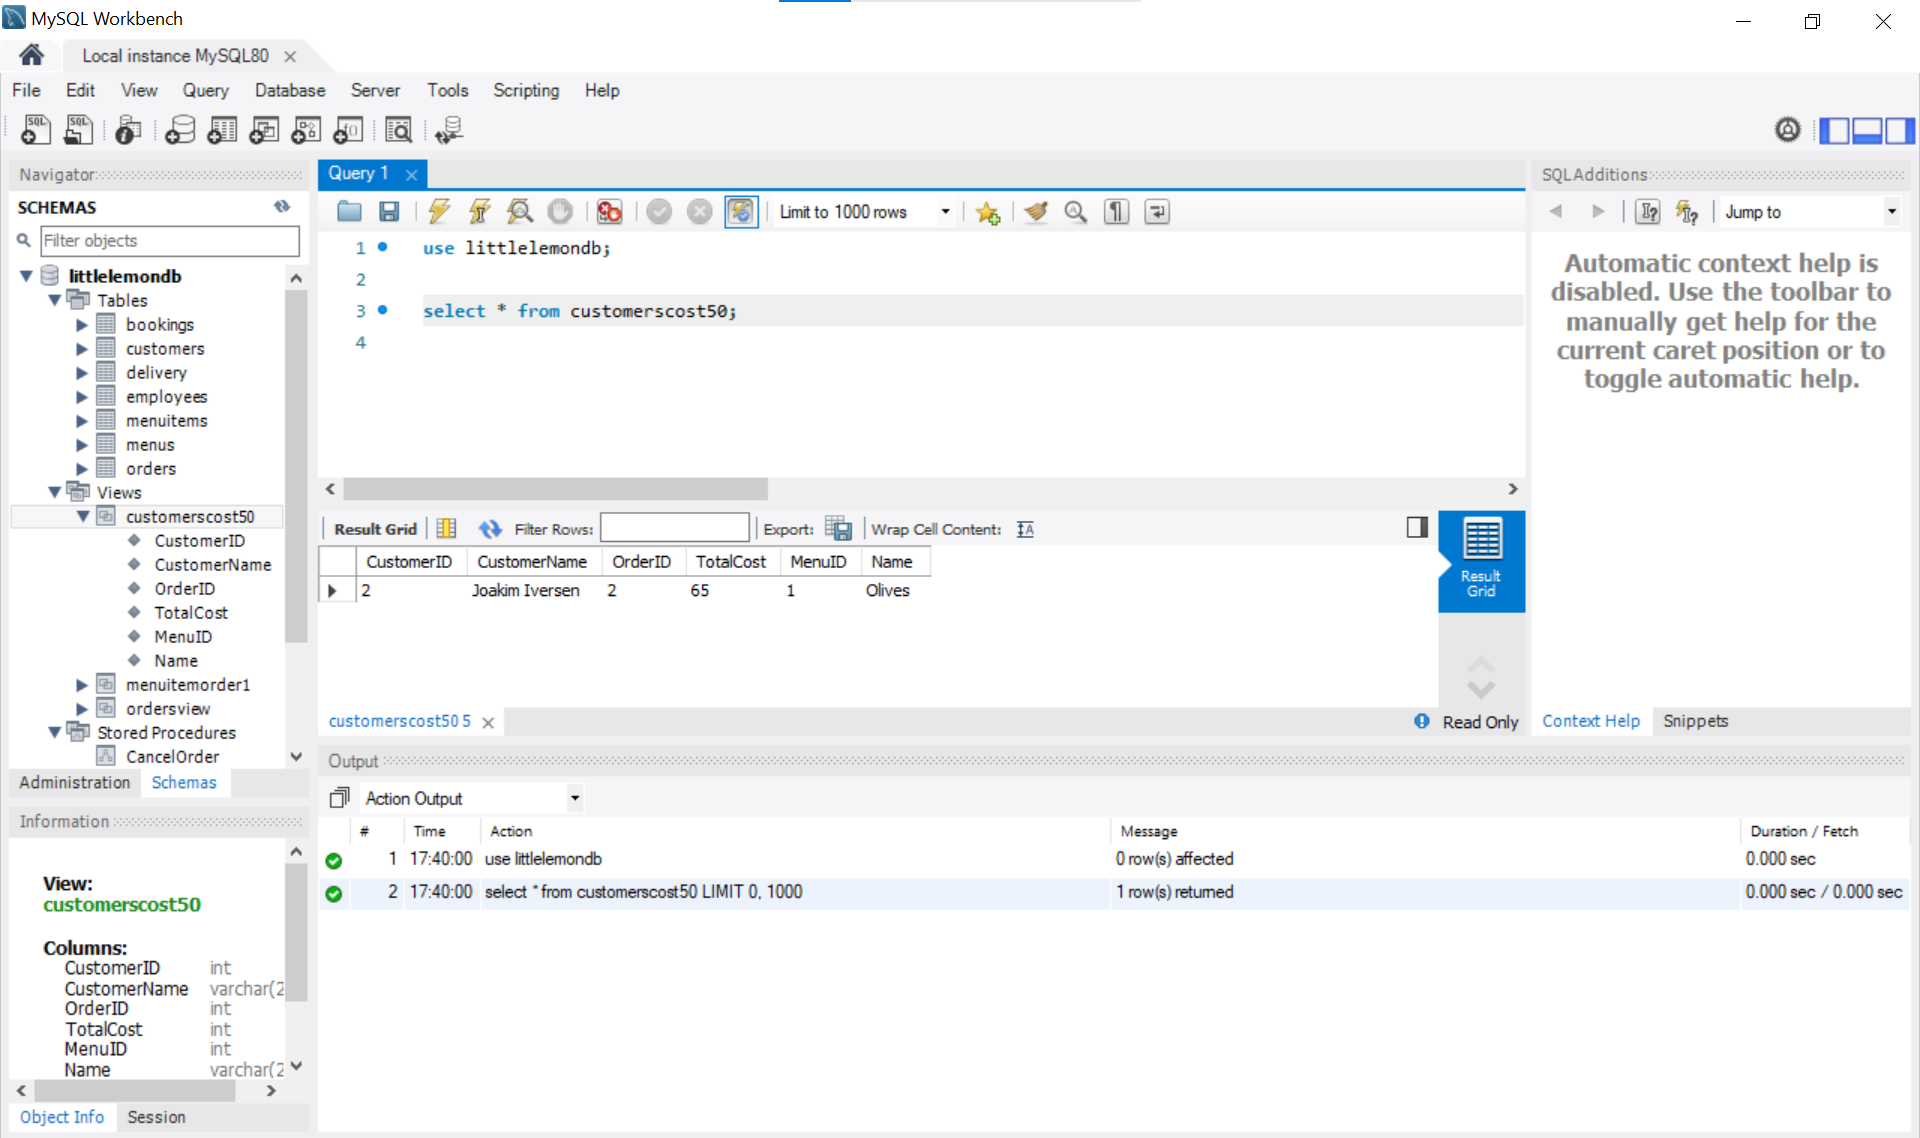 MySQL Workbench
Local instance MySQL80
File Edit View Query Database Server Tools Scripting Help
Navigator
SCHEMAS
Filter objects
littlelemondb
Tables
bookings
customers
delivery
employees
menuitems
menus
orders
Views
customerscost50
CustomerID
CustomerName
OrderID
TotalCost
MenuID
Name
menuitemorder1
ordersview
Stored Procedures
CancelOrder
Administration Schemas
Information
View:
customerscost50
Columns:
CustomerID int
CustomerName varchar(2
OrderID int
TotalCost int
MenuID int
Name varchar(2
Object Info Session
Query 1
Limit to 1000 rows
1 use littlelemondb;
2
3 select * from customerscost50;
4
Result Grid Filter Rows: Export: Wrap Cell Content:
CustomerID CustomerName OrderID TotalCost MenuID Name
2 Joakim Iversen 2 65 1 Olives
Result
Grid
customerscost50 5
Read Only
SQLAdditions
Jump to
Automatic context help is
disabled. Use the toolbar to
manually get help for the
current caret position or to
toggle automatic help.
Context Help Snippets
Output
Action Output
# Time Action Message Duration / Fetch
1 17:40:00 use littlelemondb 0 row(s) affected 0.000 sec
2 17:40:00 select * from customerscost50 LIMIT 0, 1000 1 row(s) returned 0.000 sec / 0.000 sec